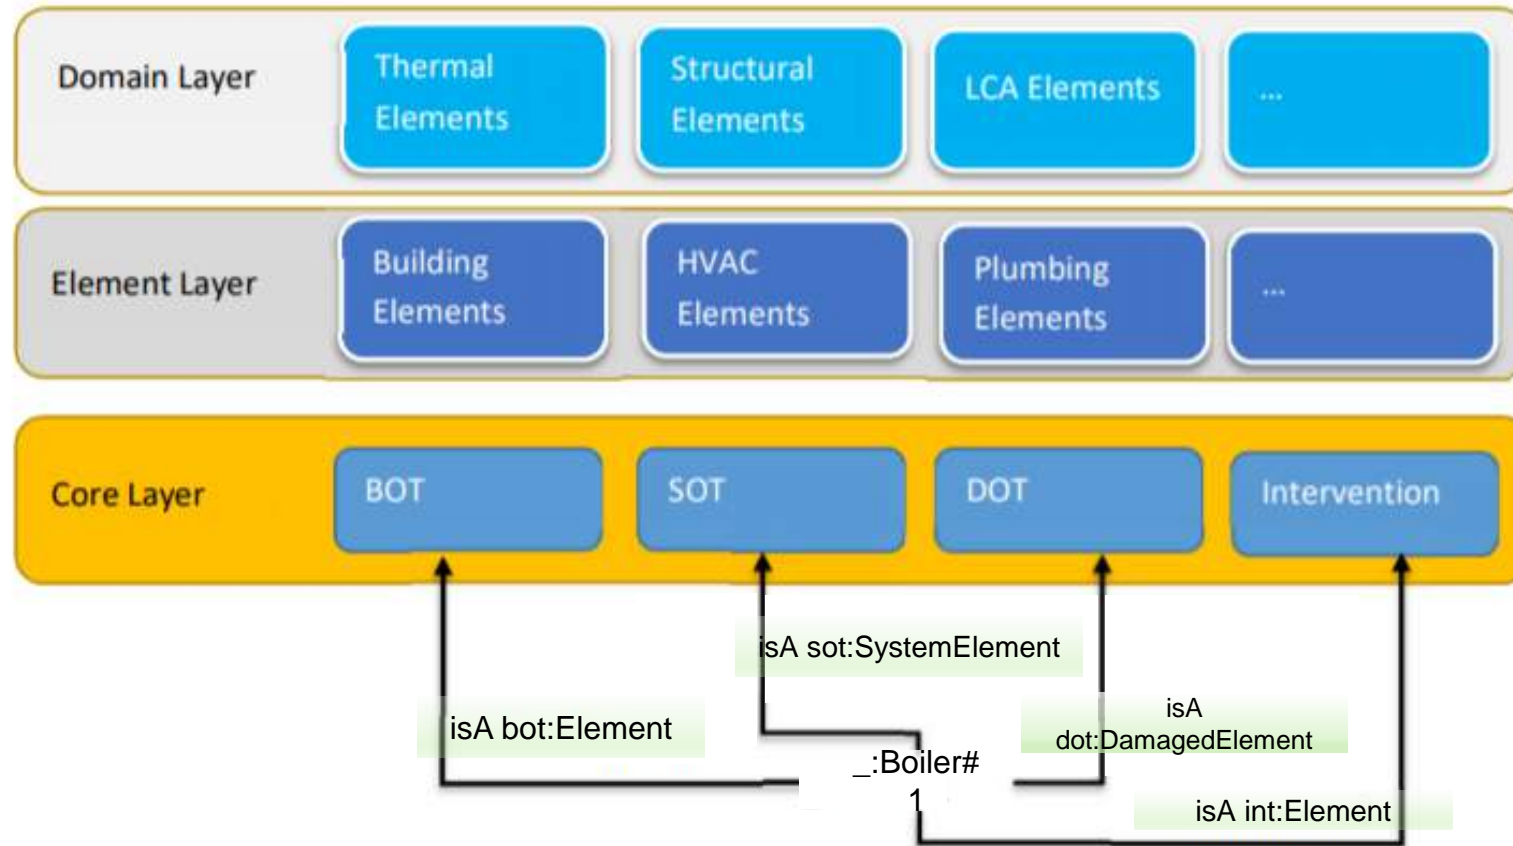 Domain Layer
Thermal
Elements
Structural
Elements
LCA Elements
...
Element Layer
Building
Elements
HVAC
Elements
Plumbing
Elements
...
Core Layer
BOT
SOT
DOT
Intervention
isA sot:SystemElement
isA bot:Element
isA
dot:DamagedElement
_:Boiler#
1
isA int:Element